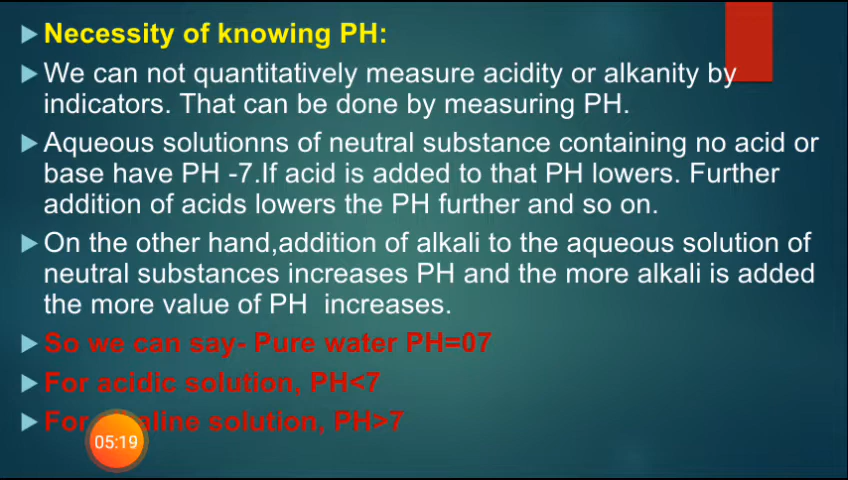 Necessity of knowing PH:
We can not quantitatively measure acidity or alkanity by
indicators. That can be done by measuring PH.
Aqueous solutionns of neutral substance containing no acid or
base have PH -7.If acid is added to that PH lowers. Further
addition of acids lowers the PH further and so on.
On the other hand,addition of alkali to the aqueous solution of
neutral substances increases PH and the more alkali is added
the more value of PH increases.
So we can say- Pure water PH=07
For acidic solution, PH<7
For aline solution, PH>7
05:19